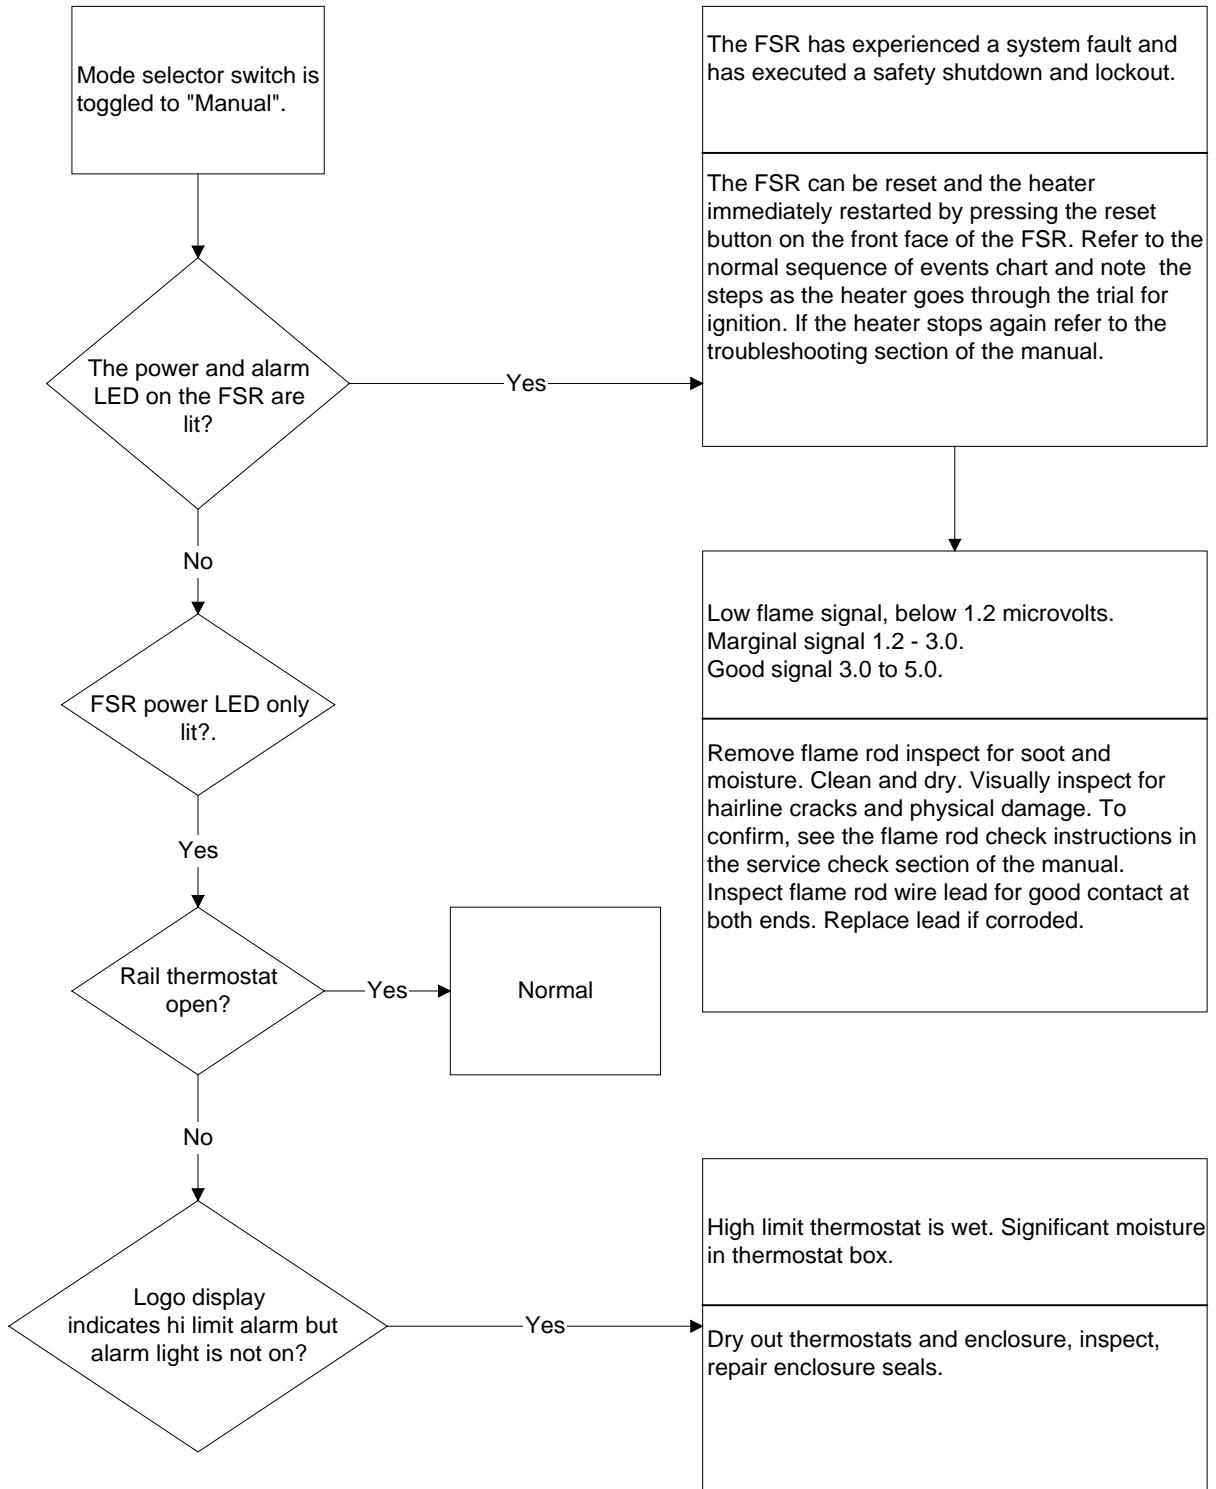 Mode selector switch is
toggled to "Manual".
The FSR has experienced a system fault and
has executed a safety shutdown and lockout.
The FSR can be reset and the heater
immediately restarted by pressing the reset
button on the front face of the FSR. Refer to the
normal sequence of events chart and note  the
steps as the heater goes through the trial for
ignition. If the heater stops again refer to the
troubleshooting section of the manual.
The power and alarm
LED on the FSR are
lit?
Yes
No
Low flame signal, below 1.2 microvolts.
Marginal signal 1.2 - 3.0.
Good signal 3.0 to 5.0.
Remove flame rod inspect for soot and
moisture. Clean and dry. Visually inspect for
hairline cracks and physical damage. To
confirm, see the flame rod check instructions in
the service check section of the manual.
Inspect flame rod wire lead for good contact at
both ends. Replace lead if corroded.
FSR power LED only
lit?.
Yes
Rail thermostat
open?
Yes
Normal
No
Logo display
indicates hi limit alarm but
alarm light is not on?
Yes
High limit thermostat is wet. Significant moisture
in thermostat box.
Dry out thermostats and enclosure, inspect,
repair enclosure seals.